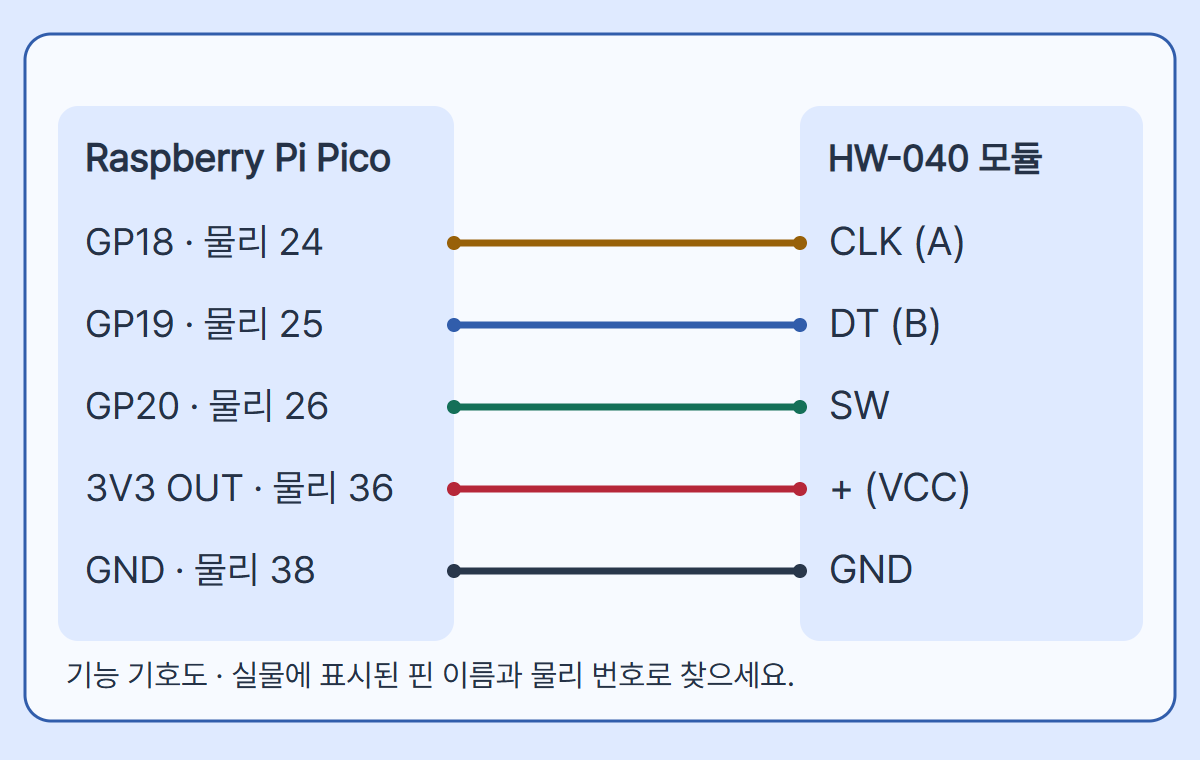 Raspberry Pi Pico
GP18 · 물리 24
GP19 · 물리 25
GP20 · 물리 26
3V3 OUT · 물리 36
GND · 물리 38
HW-040 모듈
CLK (A)
DT (B)
SW
+ (VCC)
GND
기능 기호도 · 실물에 표시된 핀 이름과 물리 번호로 찾으세요.